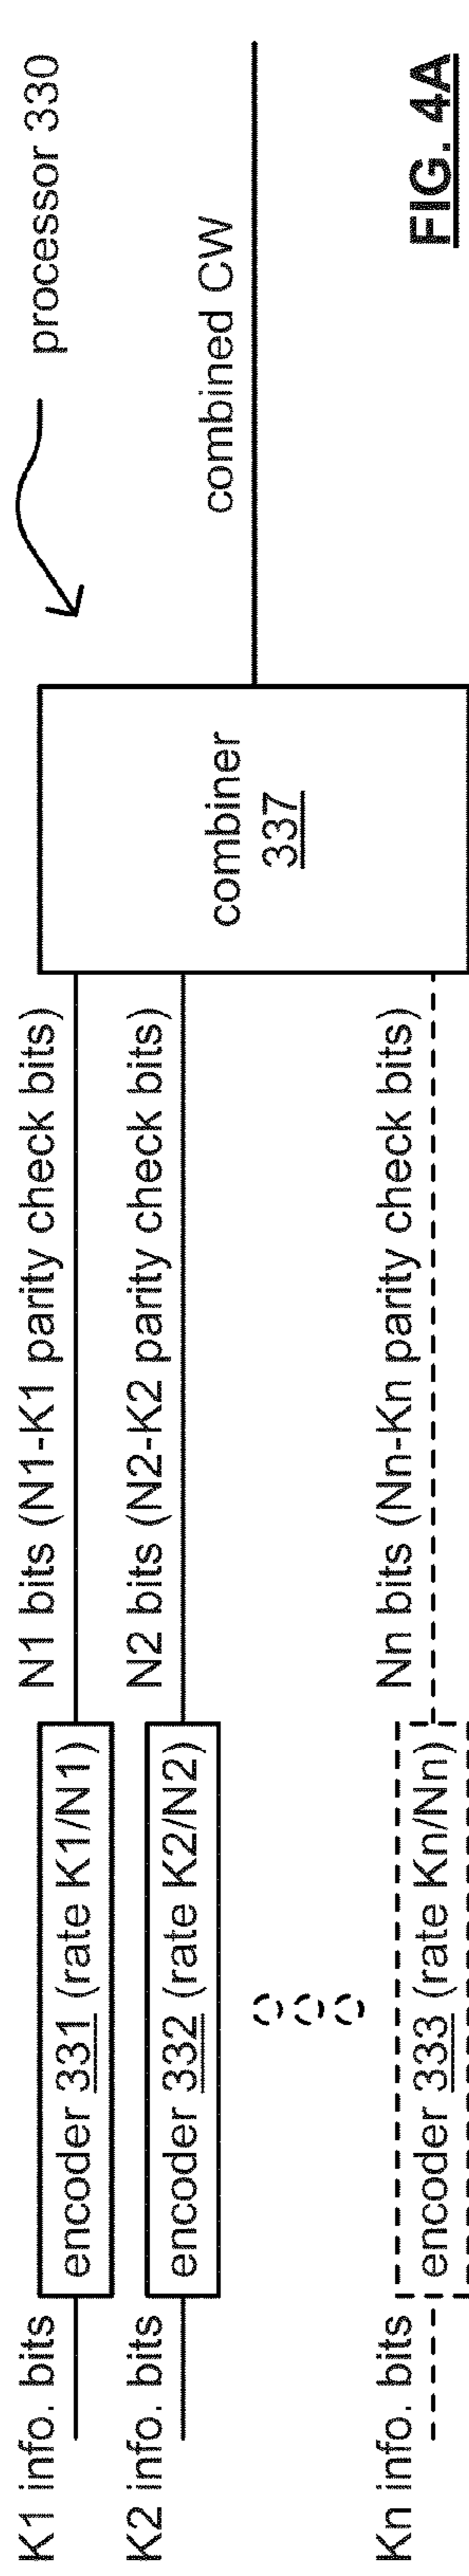 processor 330
K1 info. bits
encoder 331 (rate K1/N1)
N1 bits (N1-K1 parity check bits)
K2 info. bits
encoder 332 (rate K2/N2)
N2 bits (N2-K2 parity check bits)
Kn info. bits
encoder 333 (rate Kn/Nn)
Nn bits (Nn-Kn parity check bits)
combiner
337
combined CW
FIG. 4A